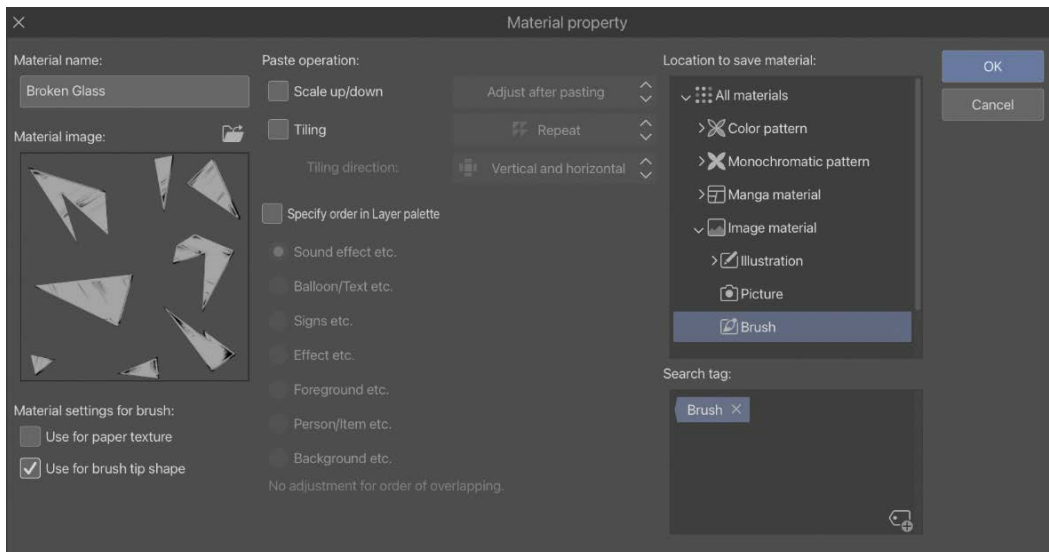 Material property
Material name:
Broken Glass
Material image:
Material settings for brush:
Use for paper texture
Use for brush tip shape
Paste operation:
Scale up/down
Adjust after pasting
Tiling
Repeat
Tiling direction:
Vertical and horizontal
Specify order in Layer palette
Sound effect etc.
Balloon/Text etc.
Signs etc.
Effect etc.
Foreground etc.
Person/Item etc.
Background etc.
No adjustment for order of overlapping.
Location to save material:
All materials
Color pattern
Monochromatic pattern
Manga material
Image material
Illustration
Picture
Brush
Search tag:
Brush
OK
Cancel